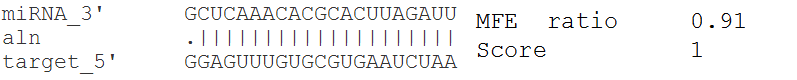 miRNA_3' GCUCAAACACGCACUUAGAUU MFE ratio 0.91
aln .||||||||||||||||||||
target_5' GGAGUUUGUGCGUGAAUCUAA Score 1